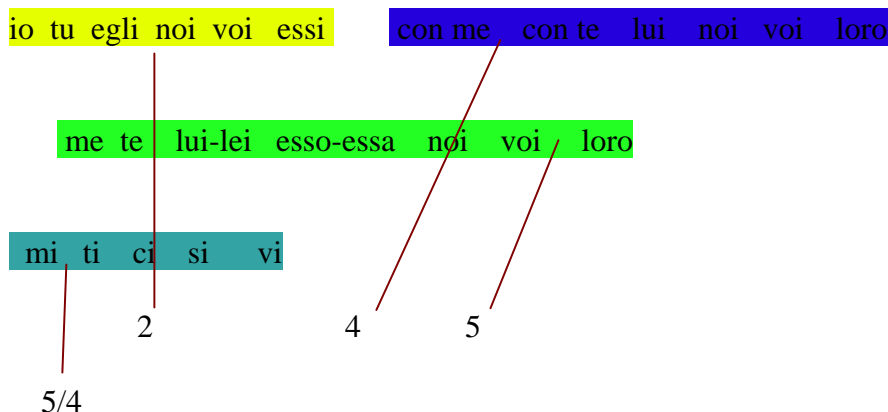 io tu egli noi voi essi con me con te lui noi voi loro
me te lui-lei esso-essa noi voi loro
mi ti ci si vi
2 4 5
5/4